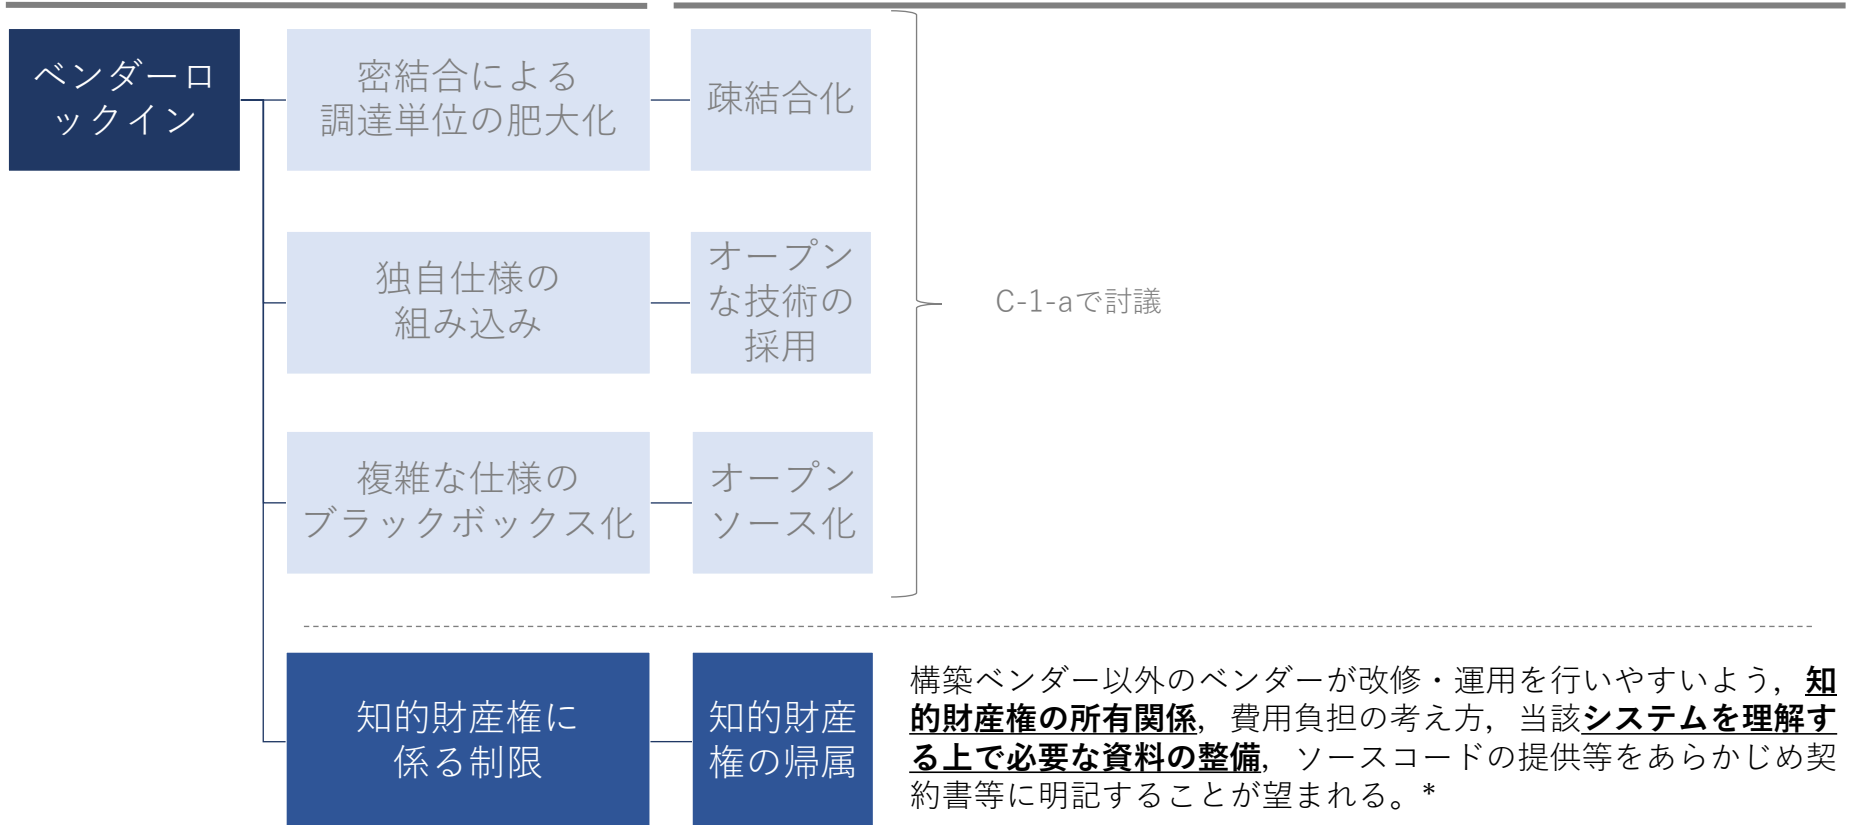 ベンダーロ
ックイン
密結合による
調達単位の肥大化
疎結合化
独自仕様の
組み込み
オープン
な技術の
採用
C-1-aで討議
複雑な仕様の
ブラックボックス化
オープン
ソース化
知的財産権に
係る制限
知的財産
権の帰属
構築ベンダー以外のベンダーが改修・運用を行いやすいよう，知
的財産権の所有関係，費用負担の考え方，当該システムを理解す
る上で必要な資料の整備，ソースコードの提供等をあらかじめ契
約書等に明記することが望まれる。*